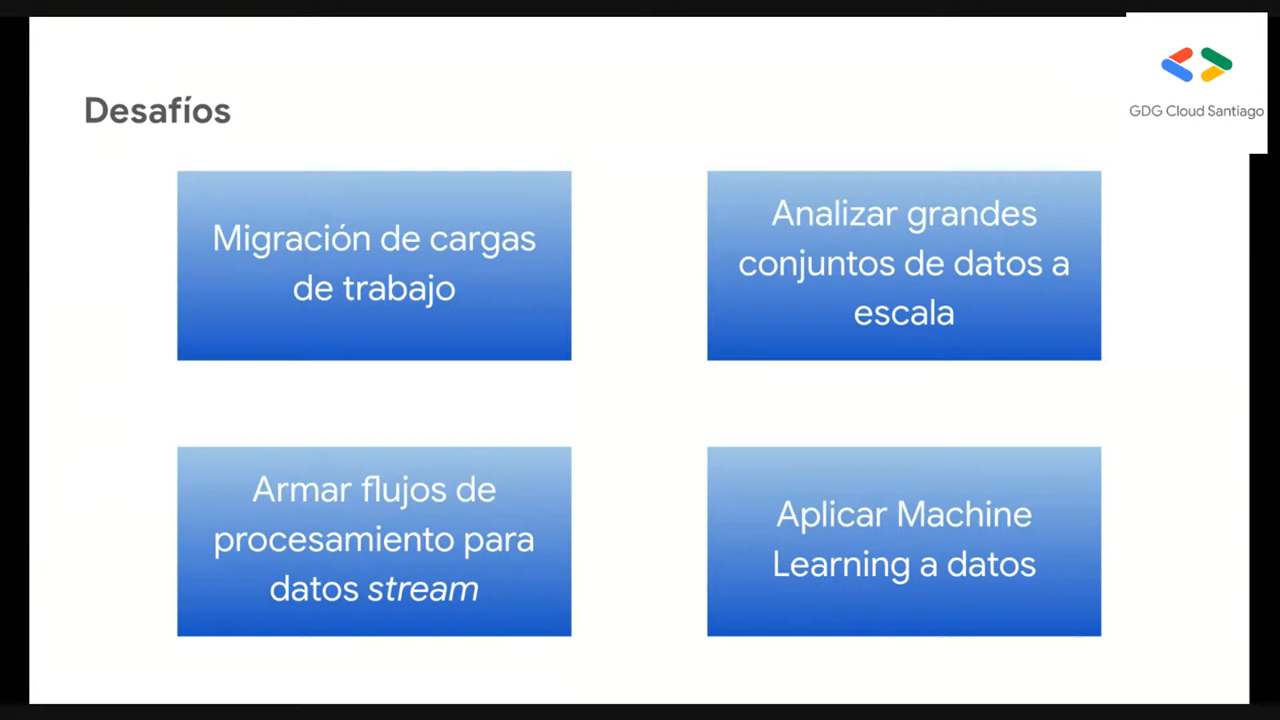 GDG Cloud Santiago
Desafíos
Migración de cargas
de trabajo
Analizar grandes
conjuntos de datos a
escala
Armar flujos de
procesamiento para
datos stream
Aplicar Machine
Learning a datos